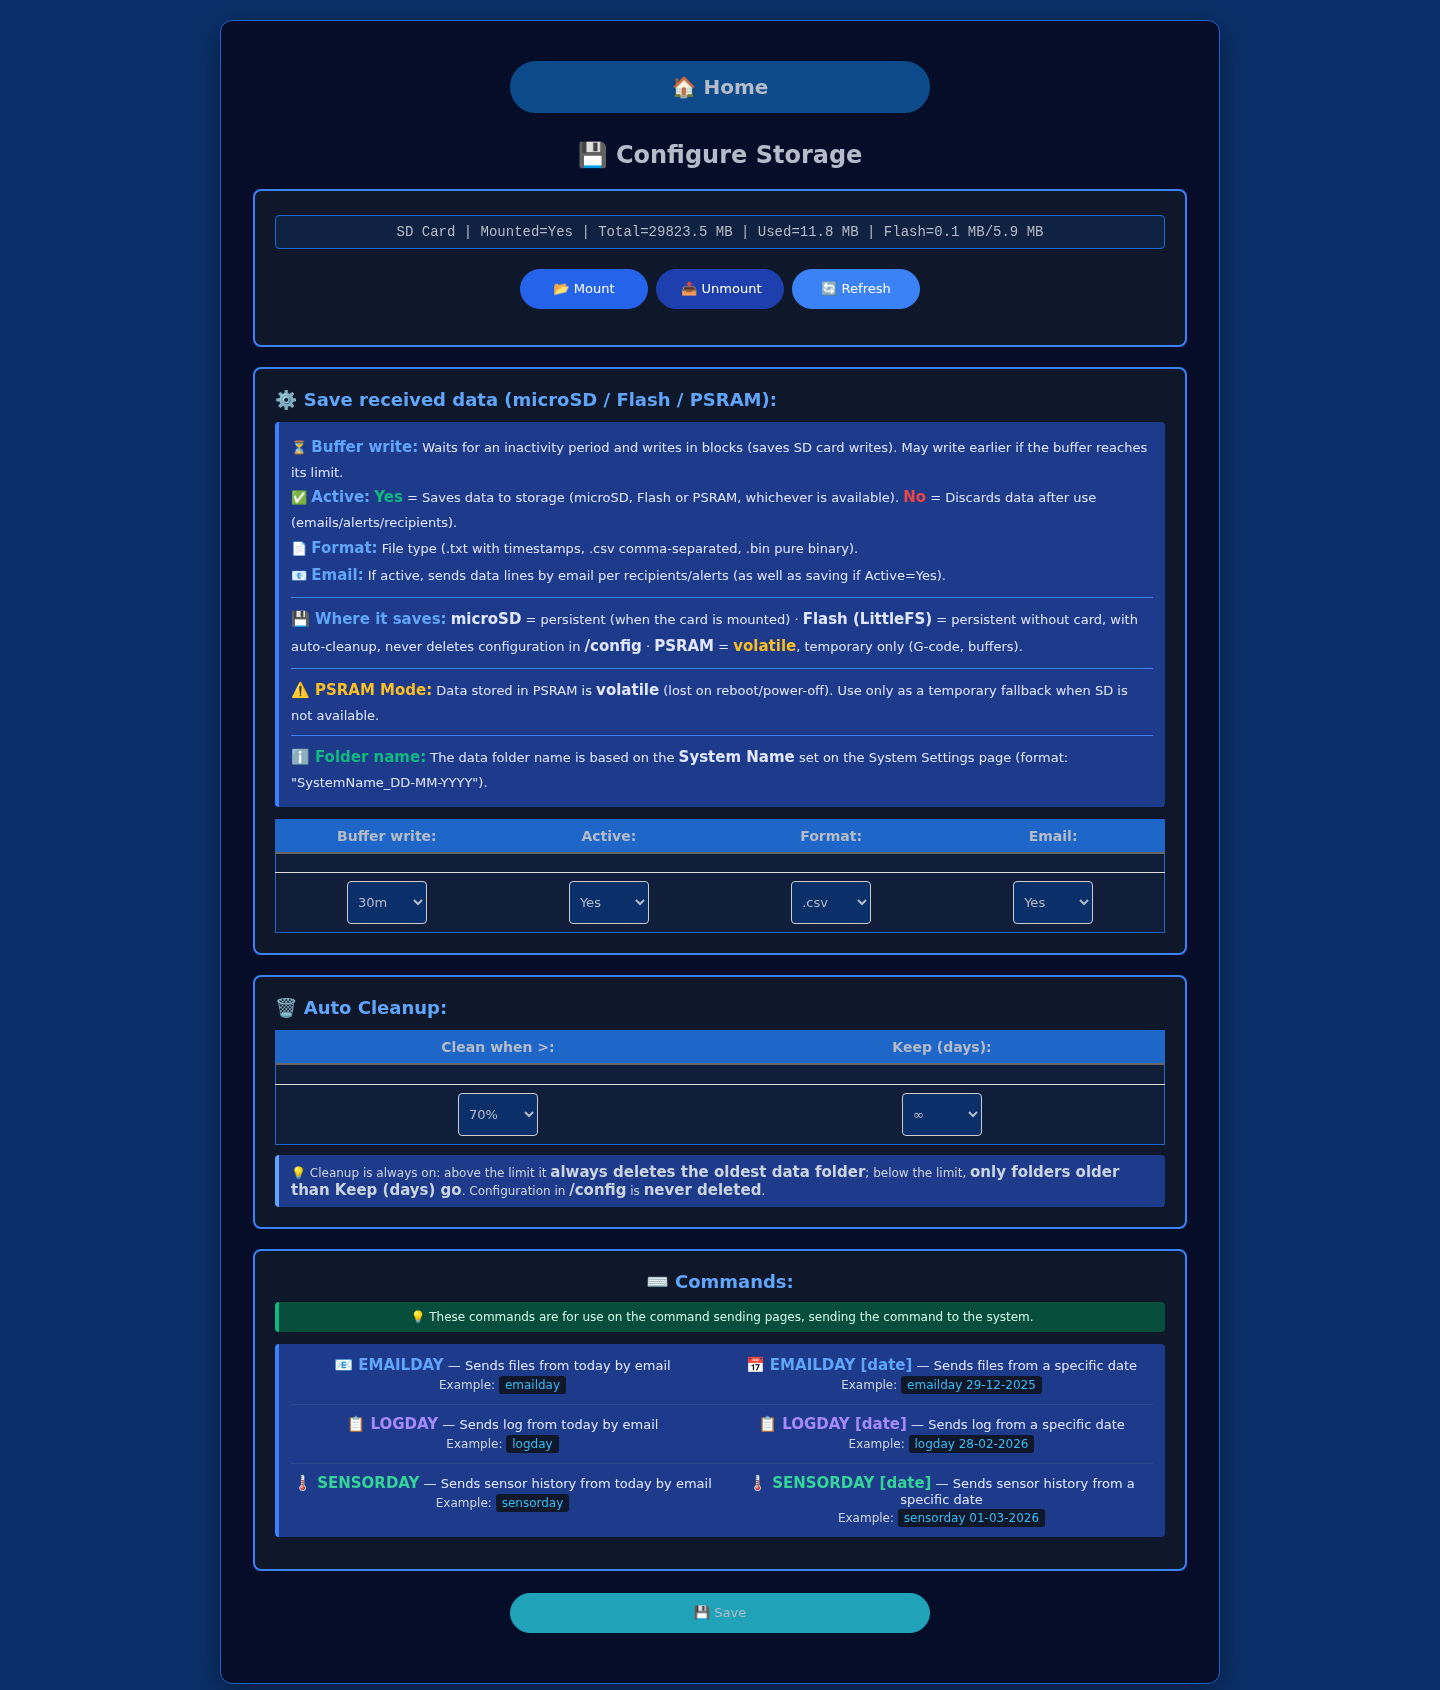 🏠 Home
💾 Configure Storage
SD Card | Mounted=Yes | Total=29823.5 MB | Used=11.8 MB | Flash=0.1 MB/5.9 MB
📂 Mount 📤 Unmount 🔄 Refresh
⚙️ Save received data (microSD / Flash / PSRAM):
⏳ Buffer write: Waits for an inactivity period and writes in blocks (saves SD card writes). May write earlier if the buffer reaches
its limit.
✅ Active: Yes = Saves data to storage (microSD, Flash or PSRAM, whichever is available). No = Discards data after use
(emails/alerts/recipients).
📄 Format: File type (.txt with timestamps, .csv comma-separated, .bin pure binary).
📧 Email: If active, sends data lines by email per recipients/alerts (as well as saving if Active=Yes).
💾 Where it saves: microSD = persistent (when the card is mounted) · Flash (LittleFS) = persistent without card, with
auto-cleanup, never deletes configuration in /config · PSRAM = volatile, temporary only (G-code, buffers).
⚠️ PSRAM Mode: Data stored in PSRAM is volatile (lost on reboot/power-off). Use only as a temporary fallback when SD is
not available.
ℹ️ Folder name: The data folder name is based on the System Name set on the System Settings page (format:
"SystemName_DD-MM-YYYY").
Buffer write: Active: Format: Email:
30m Yes .csv Yes
🗑️ Auto Cleanup:
Clean when >: Keep (days):
70% ∞
💡 Cleanup is always on: above the limit it always deletes the oldest data folder; below the limit, only folders older
than Keep (days) go. Configuration in /config is never deleted.
⌨️ Commands:
💡 These commands are for use on the command sending pages, sending the command to the system.
📧 EMAILDAY — Sends files from today by email
Example: emailday
📅 EMAILDAY [date] — Sends files from a specific date
Example: emailday 29-12-2025
📋 LOGDAY — Sends log from today by email
Example: logday
📋 LOGDAY [date] — Sends log from a specific date
Example: logday 28-02-2026
🌡️ SENSORDAY — Sends sensor history from today by email
Example: sensorday
🌡️ SENSORDAY [date] — Sends sensor history from a
specific date
Example: sensorday 01-03-2026
💾 Save